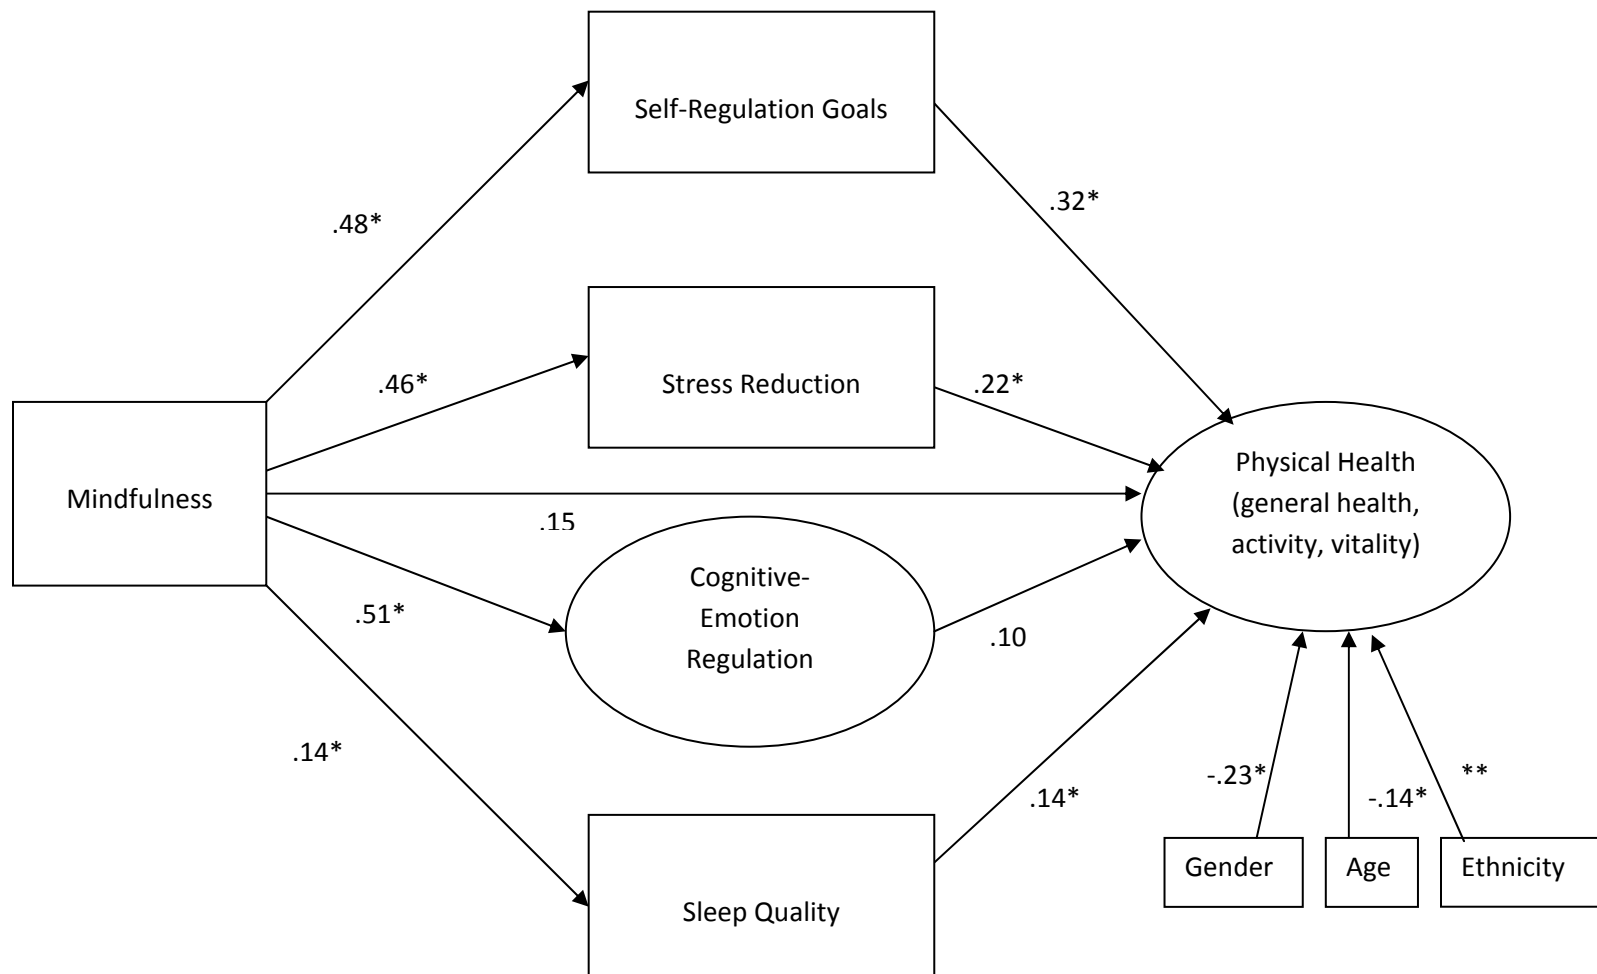 Self-Regulation Goals
.48*
.32*
Stress Reduction
.46*
.22*
Mindfulness
Physical Health
(general health,
activity, vitality)
.15
Cognitive-
Emotion
Regulation
.51*
.10
.14*
.14*
-.23*
-.14*
**
Gender
Age
Ethnicity
Sleep Quality